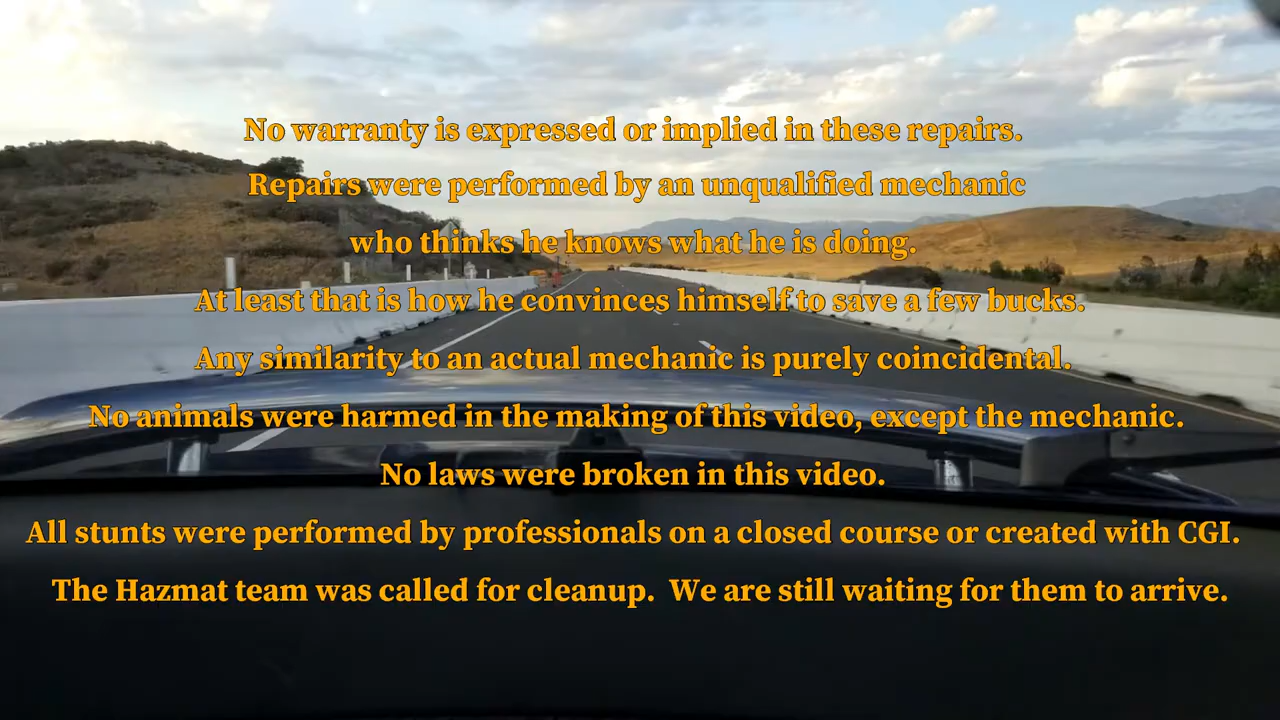 No warranty is expressed or implied in these repairs.
Repairs were performed by an unqualified mechanic
who thinks he knows what he is doing.
At least that is how he convinces himself to save a few bucks.
Any similarity to an actual mechanic is purely coincidental.
No animals were harmed in the making of this video, except the mechanic.
No laws were broken in this video.
All stunts were performed by professionals on a closed course or created with CGI.
The Hazmat team was called for cleanup.  We are still waiting for them to arrive.